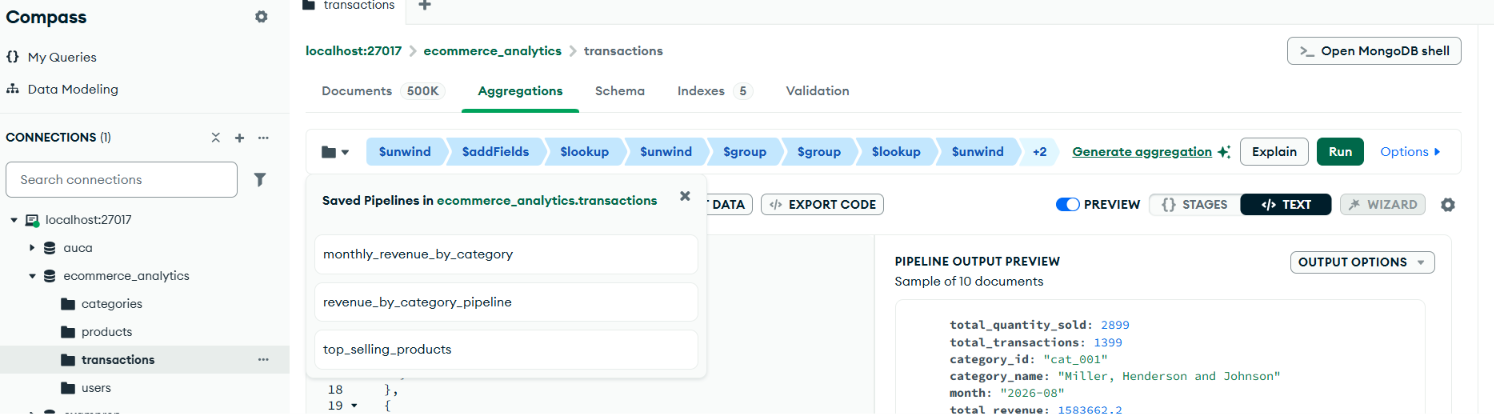 Compass
My Queries
Data Modeling
CONNECTIONS (1)
Search connections
localhost:27017
auca
ecommerce_analytics
categories
products
transactions
users
transactions
localhost:27017 > ecommerce_analytics > transactions
>_ Open MongoDB shell
Documents 500K Aggregations Schema Indexes 5 Validation
$unwind $addFields $lookup $unwind $group $group $lookup $unwind +2 Generate aggregation Explain Run Options
Saved Pipelines in ecommerce_analytics.transactions
monthly_revenue_by_category
revenue_by_category_pipeline
top_selling_products
DATA </> EXPORT CODE PREVIEW {} STAGES </> TEXT WIZARD
18 },
19 {
PIPELINE OUTPUT PREVIEW OUTPUT OPTIONS
Sample of 10 documents
total_quantity_sold: 2899
total_transactions: 1399
category_id: "cat_001"
category_name: "Miller, Henderson and Johnson"
month: "2026-08"
total_revenue: 1583662.2